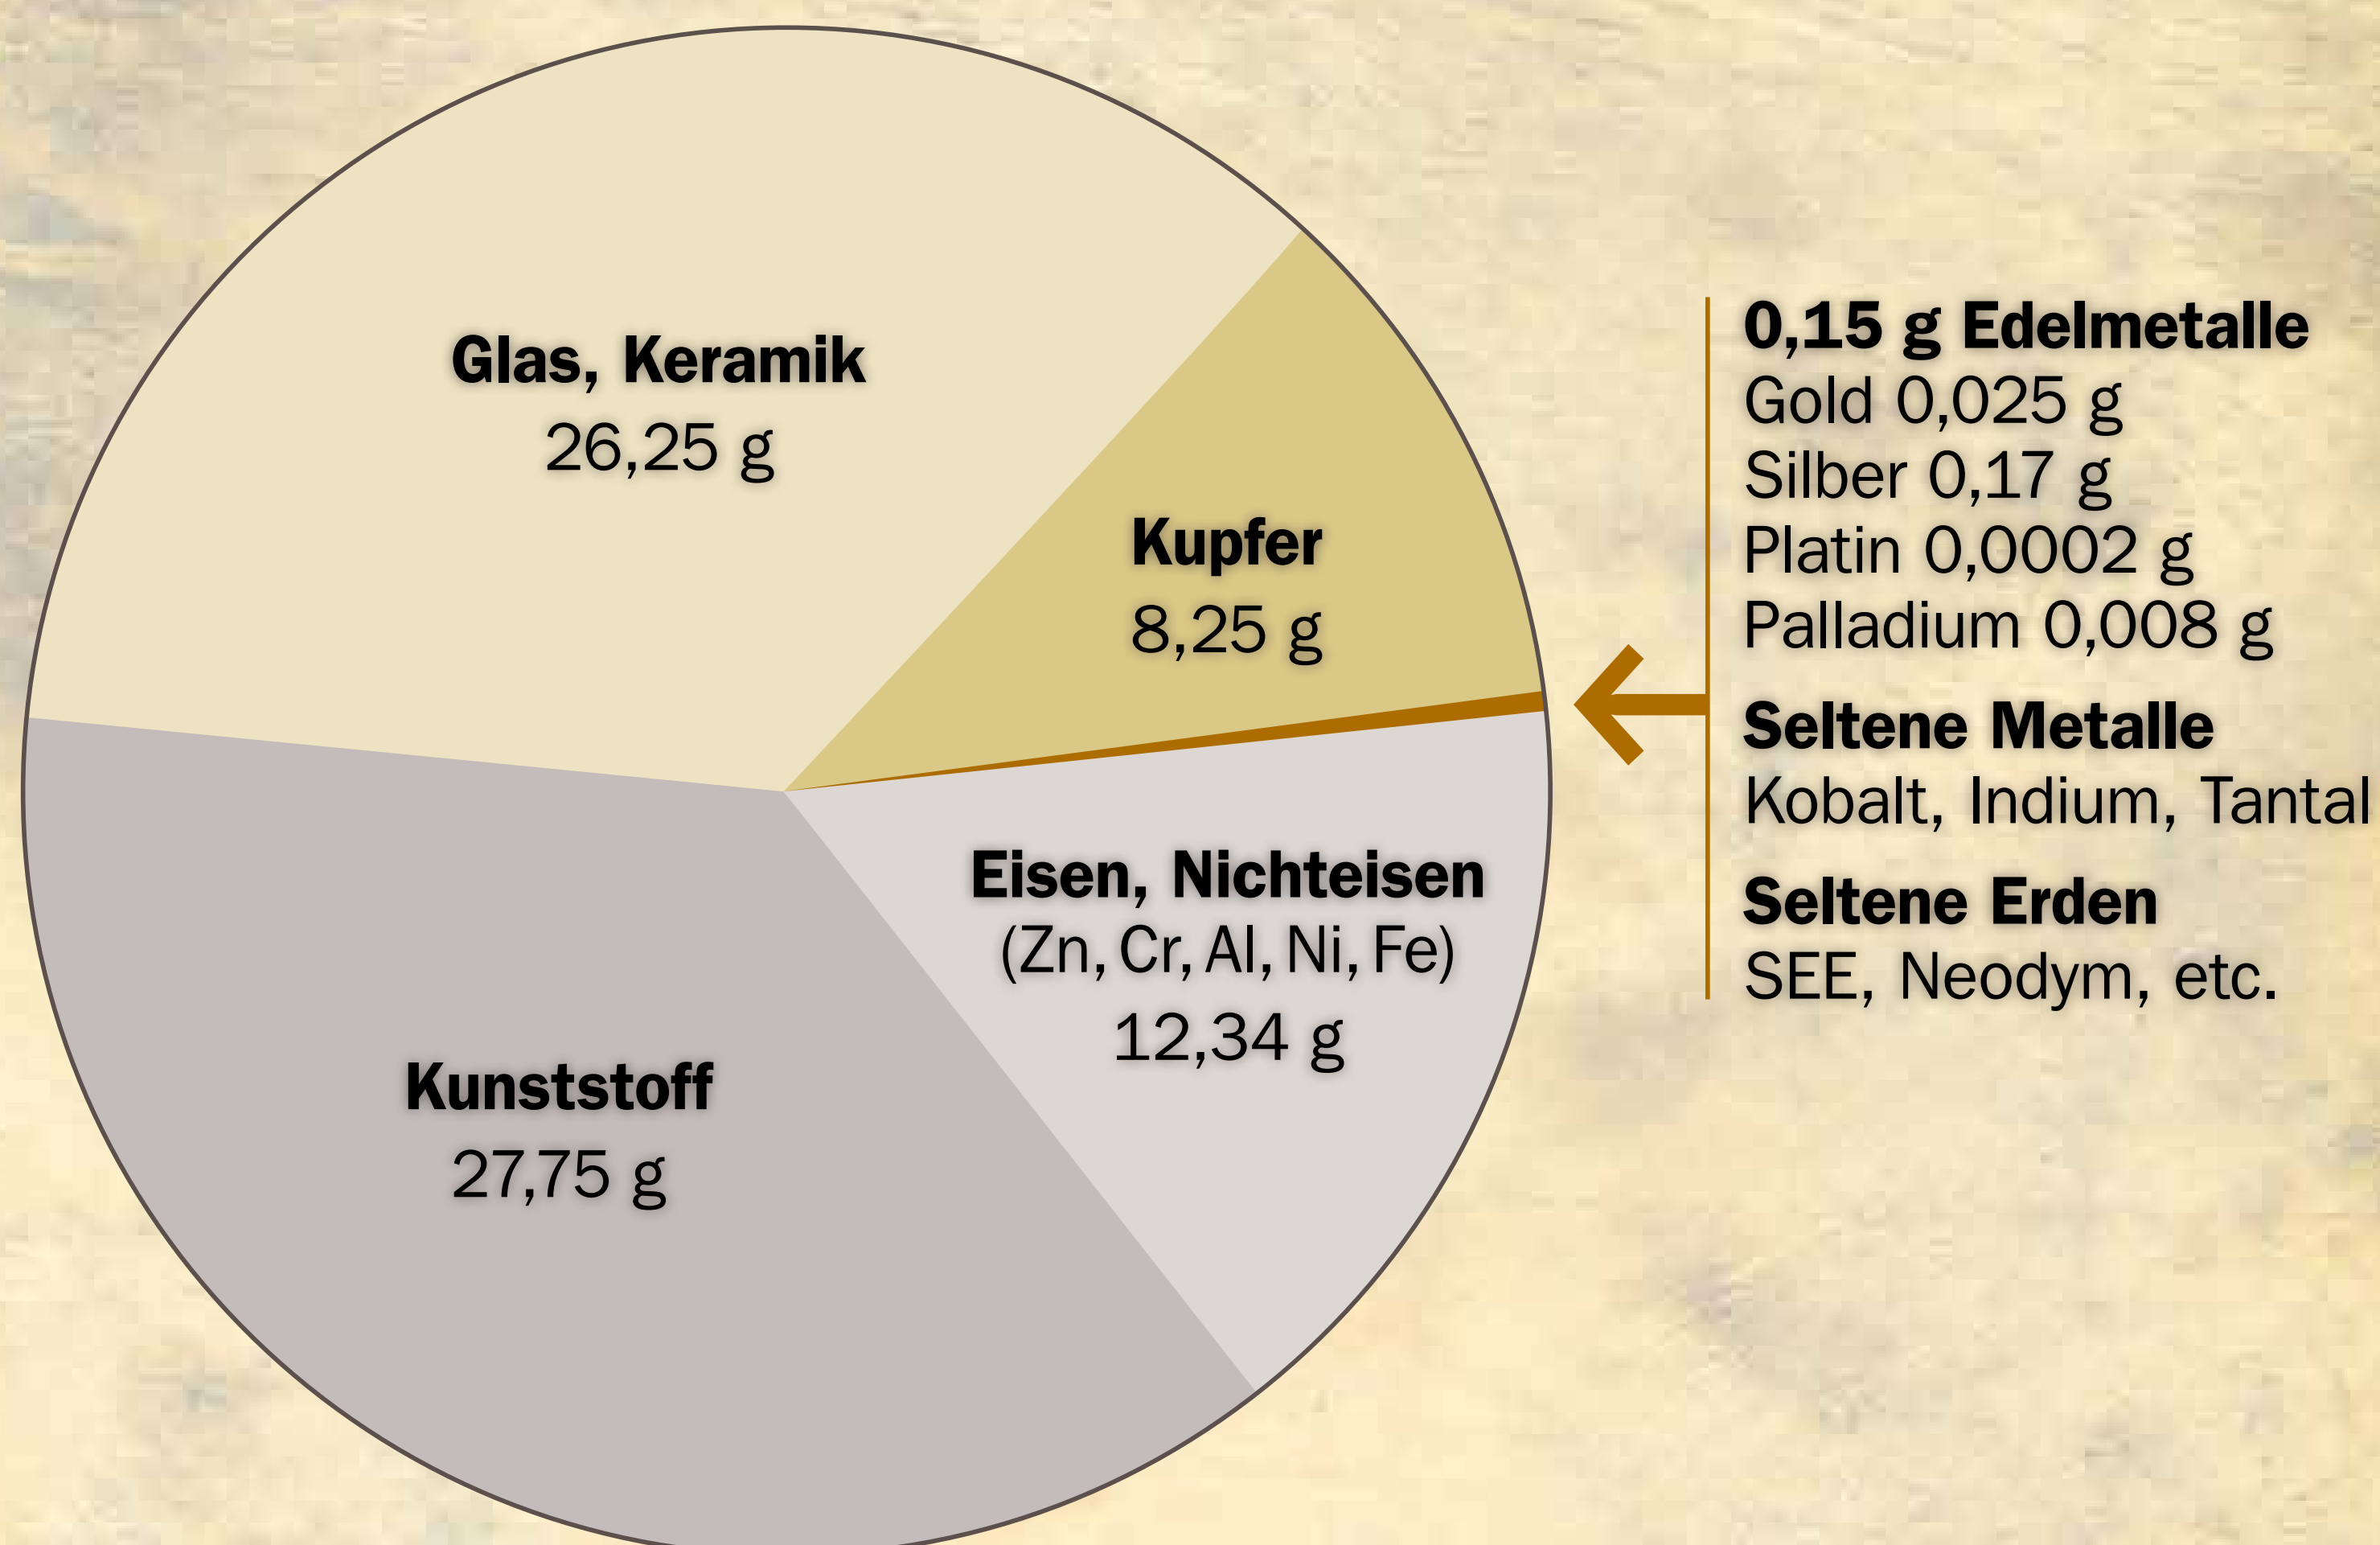 Glas, Keramik
26,25 g
Kupfer
8,25 g
Eisen, Nichteisen
(Zn, Cr, Al, Ni, Fe)
12,34 g
Kunststoff
27,75 g
0,15 g Edelmetalle
Gold 0,025 g
Silber 0,17 g
Platin 0,0002 g
Palladium 0,008 g
Seltene Metalle
Kobalt, Indium, Tantal
Seltene Erden
SEE, Neodym, etc.